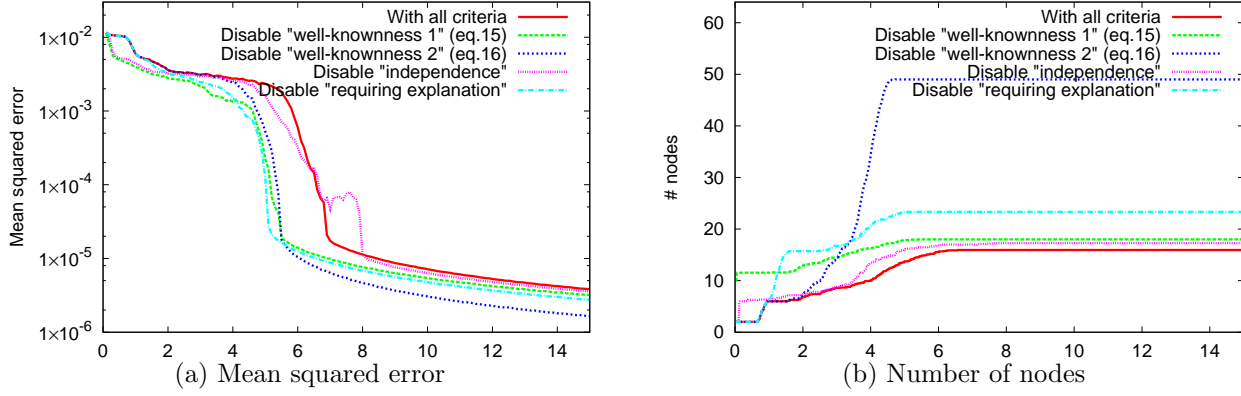 Mean squared error
1×10⁻²
1×10⁻³
1×10⁻⁴
1×10⁻⁵
1×10⁻⁶
0 2 4 6 8 10 12 14
With all criteria
Disable "well-knownness 1" (eq.15)
Disable "well-knownness 2" (eq.16)
Disable "independence"
Disable "requiring explanation"
(a) Mean squared error
# nodes
60
50
40
30
20
10
0
0 2 4 6 8 10 12 14
With all criteria
Disable "well-knownness 1" (eq.15)
Disable "well-knownness 2" (eq.16)
Disable "independence"
Disable "requiring explanation"
(b) Number of nodes